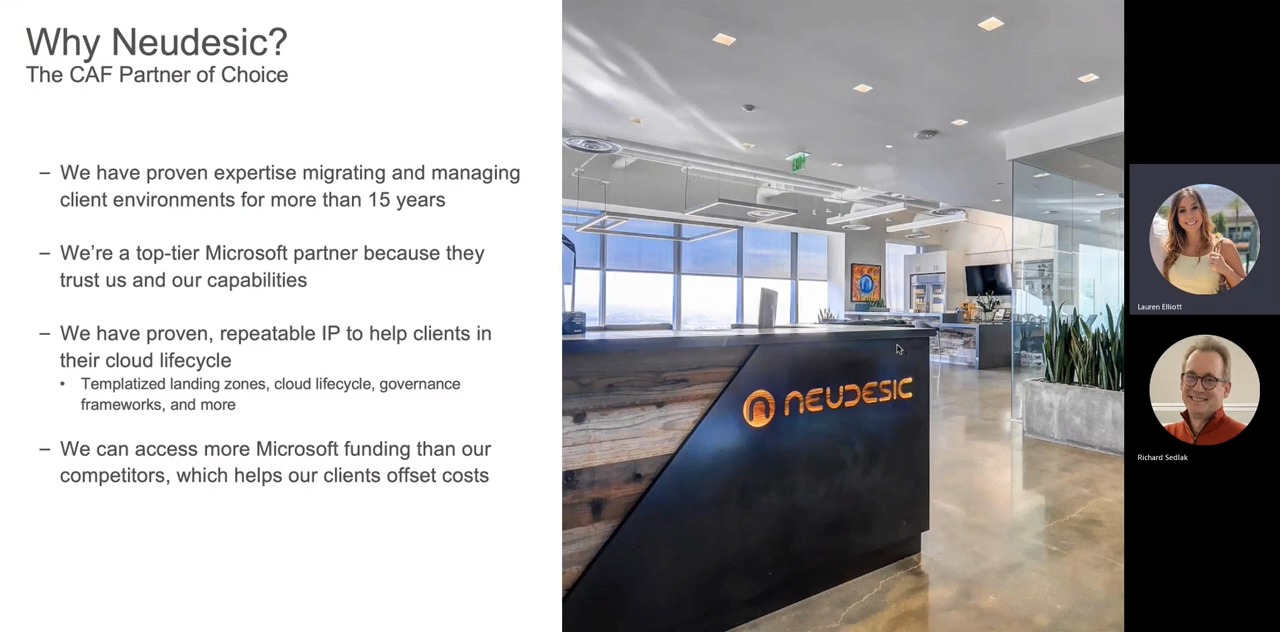 Why Neudesic?
The CAF Partner of Choice
– We have proven expertise migrating and managing
client environments for more than 15 years
– We're a top-tier Microsoft partner because they
trust us and our capabilities
– We have proven, repeatable IP to help clients in
their cloud lifecycle
• Templatized landing zones, cloud lifecycle, governance
frameworks, and more
– We can access more Microsoft funding than our
competitors, which helps our clients offset costs
NEUDESIC
Lauren Elliott
Richard Sedlak